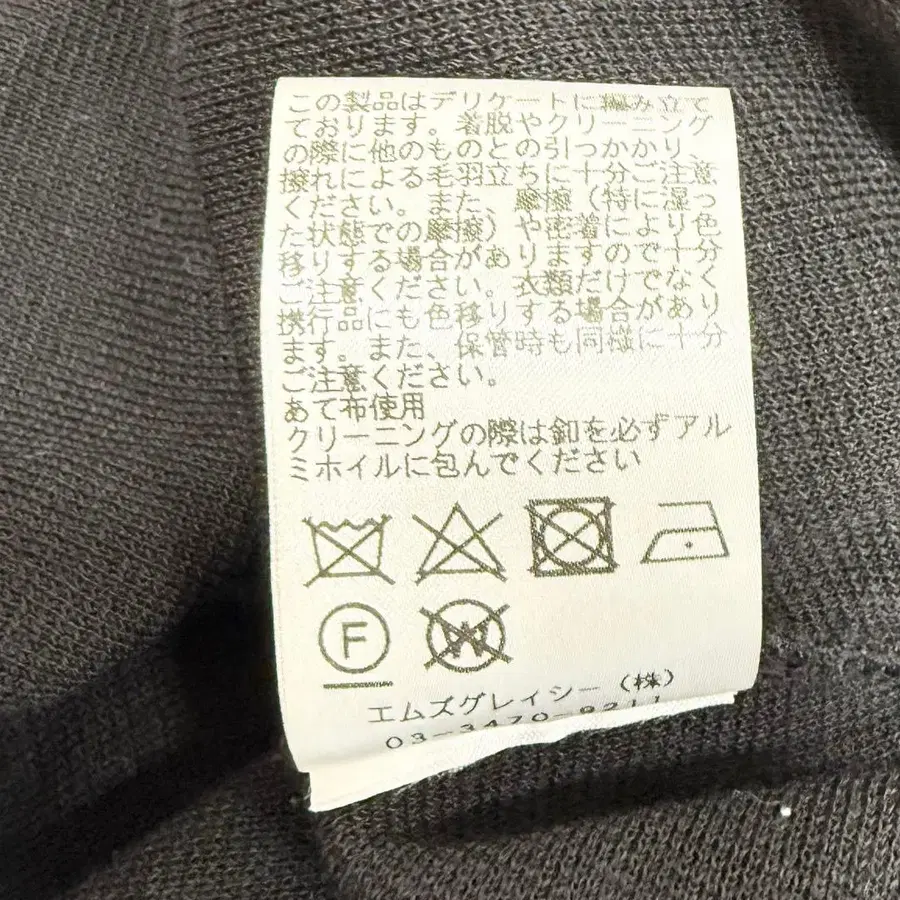 この製品はデリケートに編み立て
ております。着脱やクリーニング
の際に他のものとの引っかかり、
擦れによる毛羽立ちに十分ご注意
ください。また、摩擦（特に湿っ
た状態での摩擦）や密着により色
移りする場合がありますので十分
ご注意ください。衣類だけでなく
携行品にも色移りする場合があり
ます。また、保管時も同様に十分
ご注意ください。
あて布使用
クリーニングの際は釦を必ずアル
ミホイルに包んでください
F
W
エムズグレイシー（株）
03-3470-8211